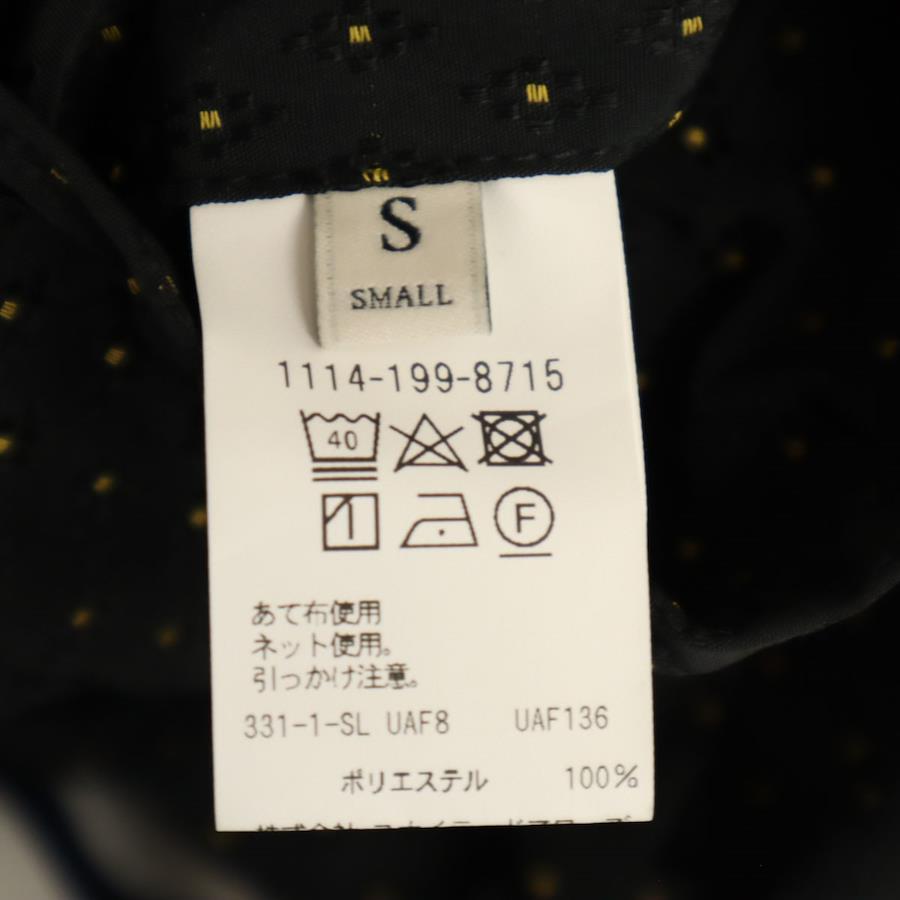 S
SMALL
1114-199-8715
40
F
あて布使用
ネット使用。
引っかけ注意。
331-1-SL UAF8 UAF136
ポリエステル 100%